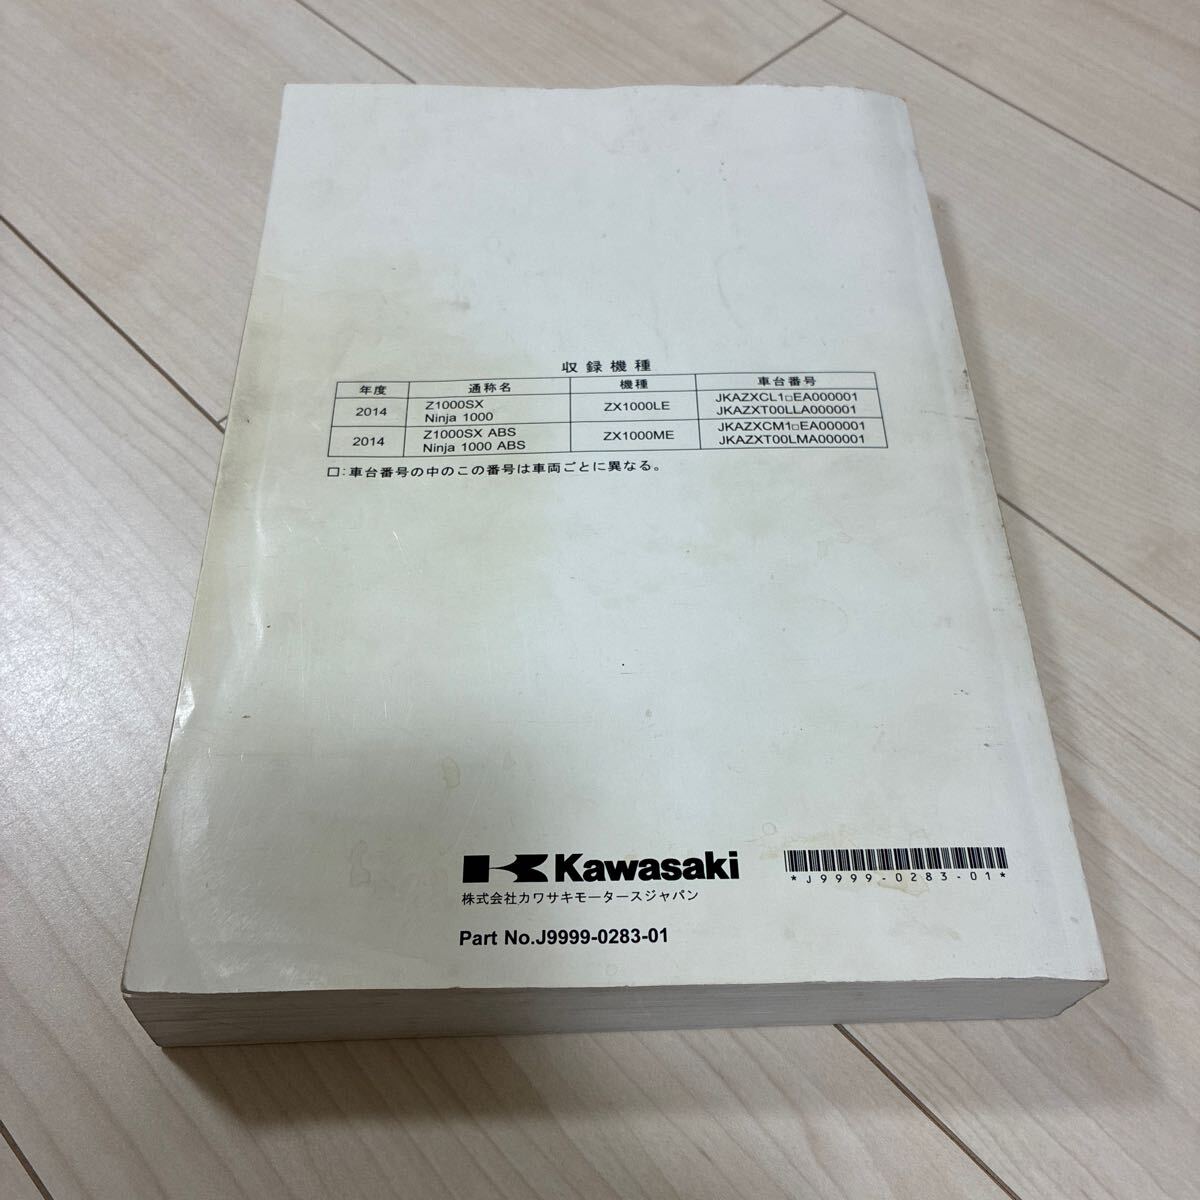 収録機種
年度 通称名 機種 車台番号
2014 Z1000SX Ninja 1000 ZX1000LE JKAZXCL1□EA000001 JKAZXT00LLA000001
2014 Z1000SX ABS Ninja 1000 ABS ZX1000ME JKAZXCM1□EA000001 JKAZXT00LMA000001
□:車台番号の中のこの番号は車両ごとに異なる。
Kawasaki
株式会社カワサキモータースジャパン
*J9999-0283-01*
Part No.J9999-0283-01